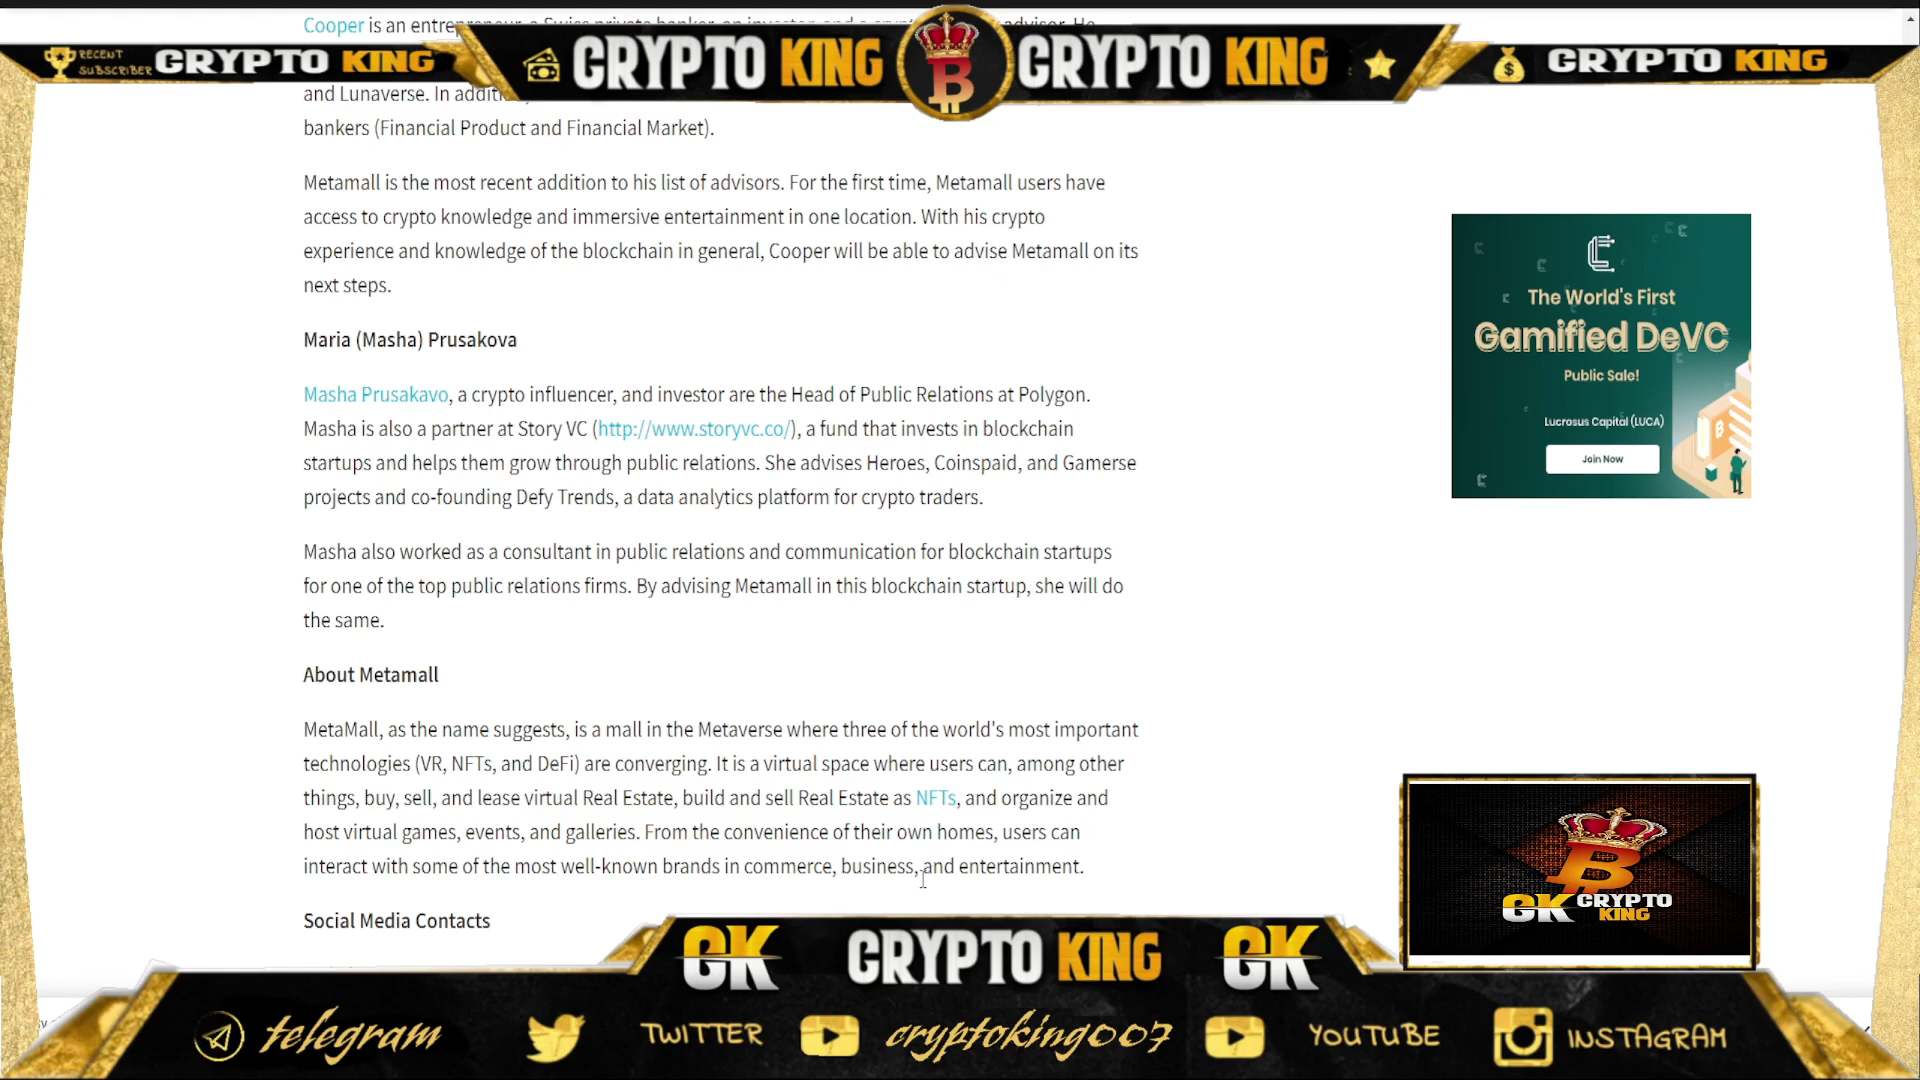 Cooper is an entrepreneur, a Swiss private banker, an investor, and a advisor. He
RECENT
SUBSCRIBER
CRYPTO KING
CRYPTO KING
CRYPTO KING
CRYPTO KING
and Lunaverse. In
bankers (Financial Product and Financial Market).
Metamall is the most recent addition to his list of advisors. For the first time, Metamall users have
access to crypto knowledge and immersive entertainment in one location. With his crypto
experience and knowledge of the blockchain in general, Cooper will be able to advise Metamall on its
next steps.
Maria (Masha) Prusakova
Masha Prusakavo, a crypto influencer, and investor are the Head of Public Relations at Polygon.
Masha is also a partner at Story VC (http://www.storyvc.co/), a fund that invests in blockchain
startups and helps them grow through public relations. She advises Heroes, Coinspaid, and Gamerse
projects and co-founding Defy Trends, a data analytics platform for crypto traders.
Masha also worked as a consultant in public relations and communication for blockchain startups
for one of the top public relations firms. By advising Metamall in this blockchain startup, she will do
the same.
About Metamall
MetaMall, as the name suggests, is a mall in the Metaverse where three of the world's most important
technologies (VR, NFTs, and DeFi) are converging. It is a virtual space where users can, among other
things, buy, sell, and lease virtual Real Estate, build and sell Real Estate as NFTs, and organize and
host virtual games, events, and galleries. From the convenience of their own homes, users can
interact with some of the most well-known brands in commerce, business, and entertainment.
Social Media Contacts
The World's First
Gamified DeVC
Public Sale!
Lucrosus Capital (LUCA)
Join Now
CK CRYPTO
KING
CK CRYPTO KING CK
telegram
TWITTER
cryptoking007
YOUTUBE
INSTAGRAM